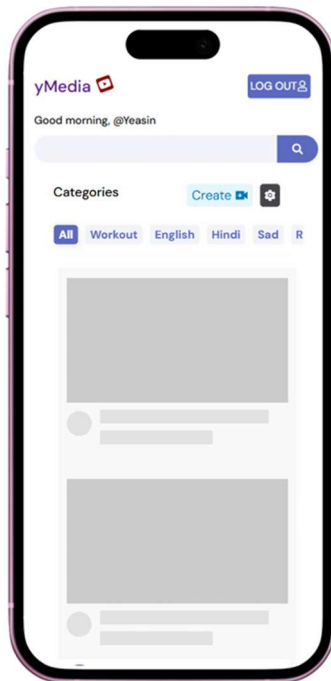 yMedia
LOG OUT
Good morning, @Yeasin
Categories
Create
All Workout English Hindi Sad R